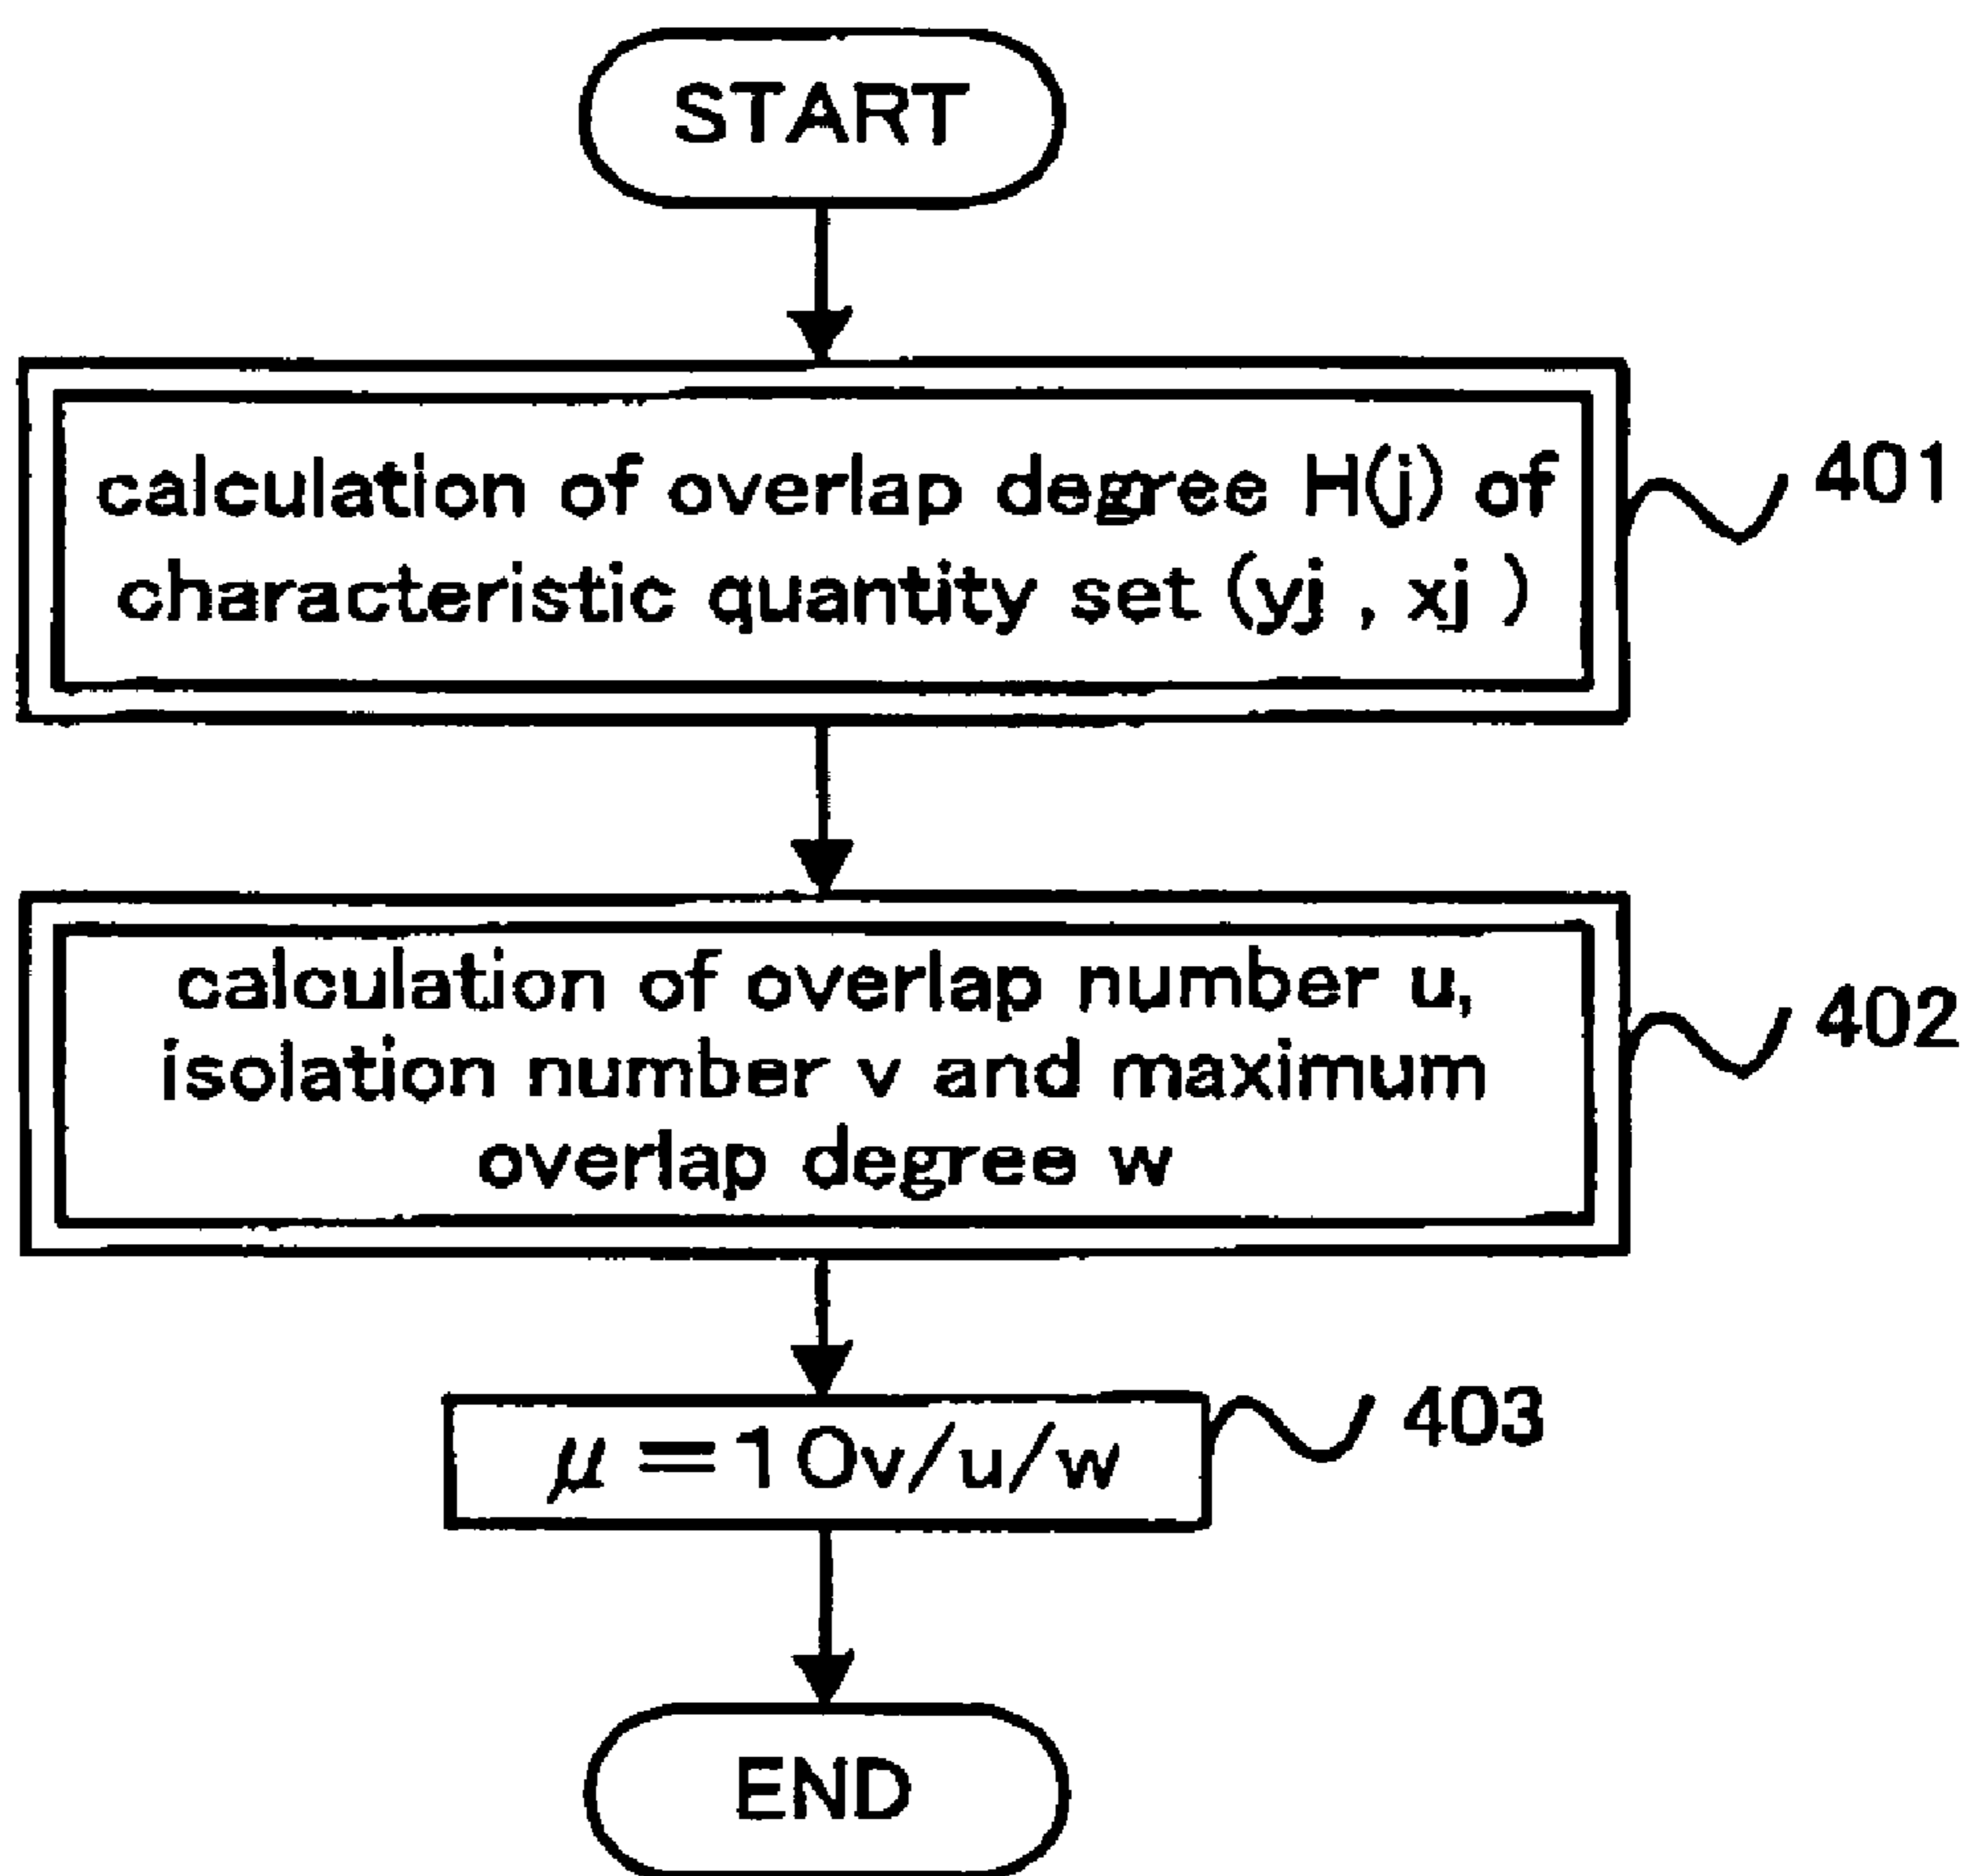 START
calculation of overlap degree H(j) of
characteristic quantity set (yj , xj )
401
calculation of overlap number u,
isolation number v and maximum
overlap degree w
402
μ=10v/u/w
403
END